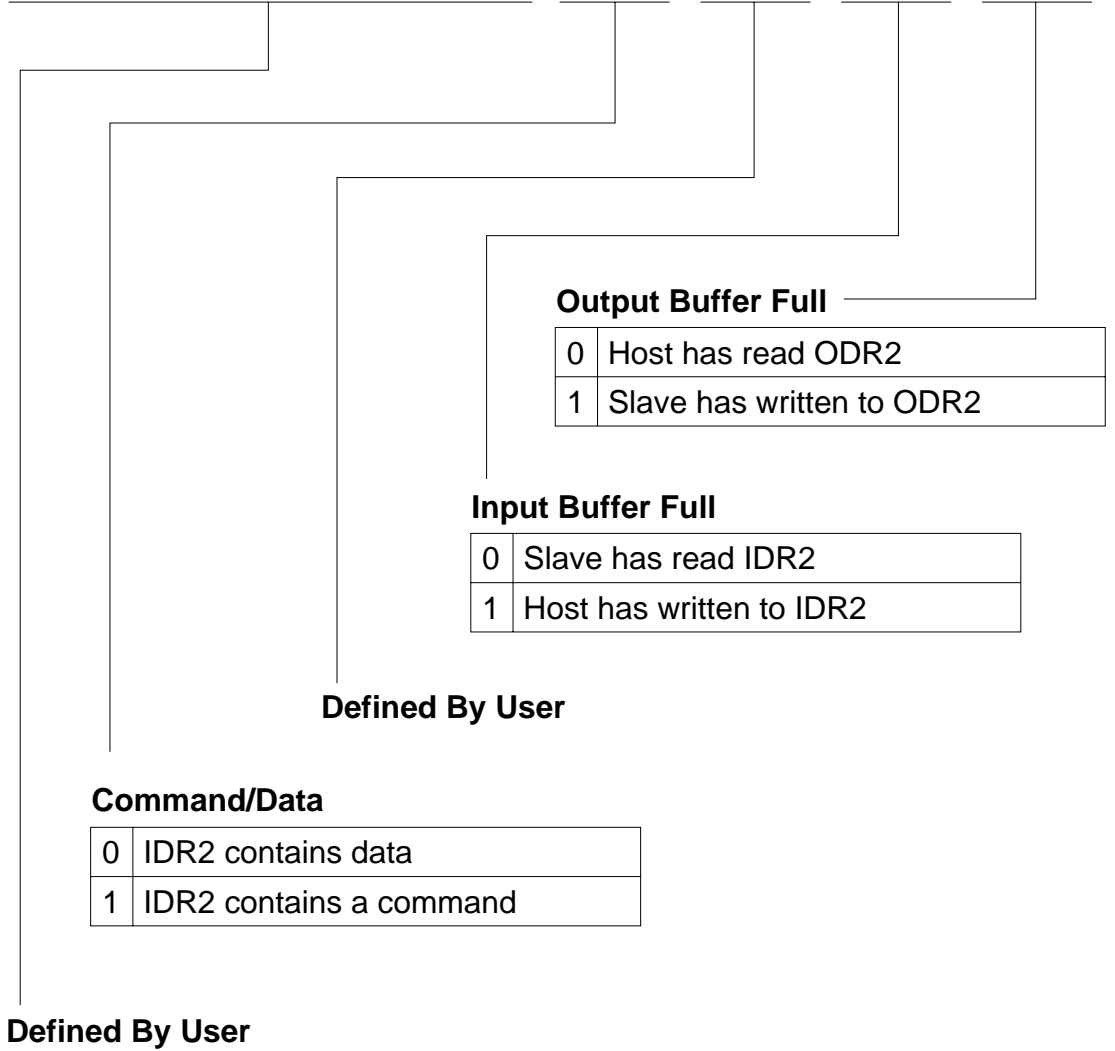 Output Buffer Full
0 Host has read ODR2
1 Slave has written to ODR2
Input Buffer Full
0 Slave has read IDR2
1 Host has written to IDR2
Defined By User
Command/Data
0 IDR2 contains data
1 IDR2 contains a command
Defined By User